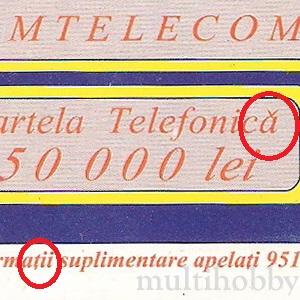 MTELECOM
artela Telefonică
50 000 lei
rmații suplimentare apelați 951
multihobby